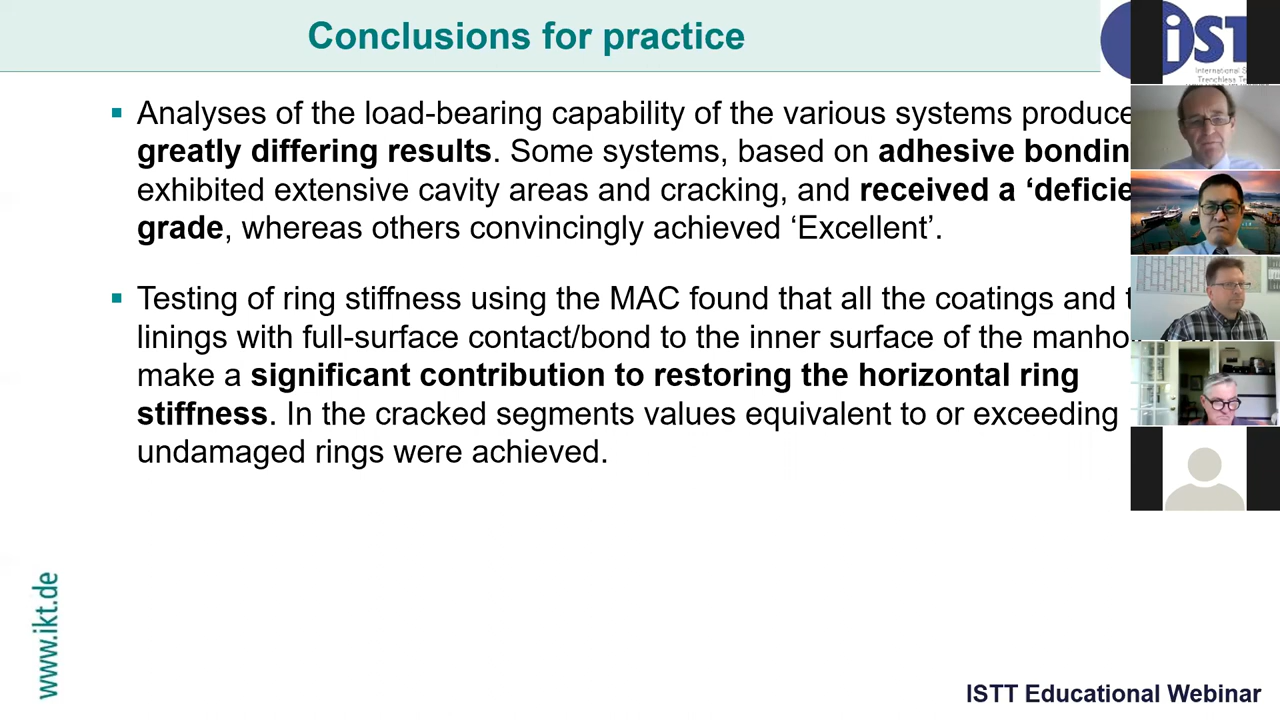 Conclusions for practice
iST
International S
Trenchless Te
Analyses of the load-bearing capability of the various systems produce
greatly differing results. Some systems, based on adhesive bondin
exhibited extensive cavity areas and cracking, and received a ‘deficie
grade, whereas others convincingly achieved ‘Excellent’.
Testing of ring stiffness using the MAC found that all the coatings and t
linings with full-surface contact/bond to the inner surface of the manho
make a significant contribution to restoring the horizontal ring
stiffness. In the cracked segments values equivalent to or exceeding
undamaged rings were achieved.
www.ikt.de
ISTT Educational Webinar